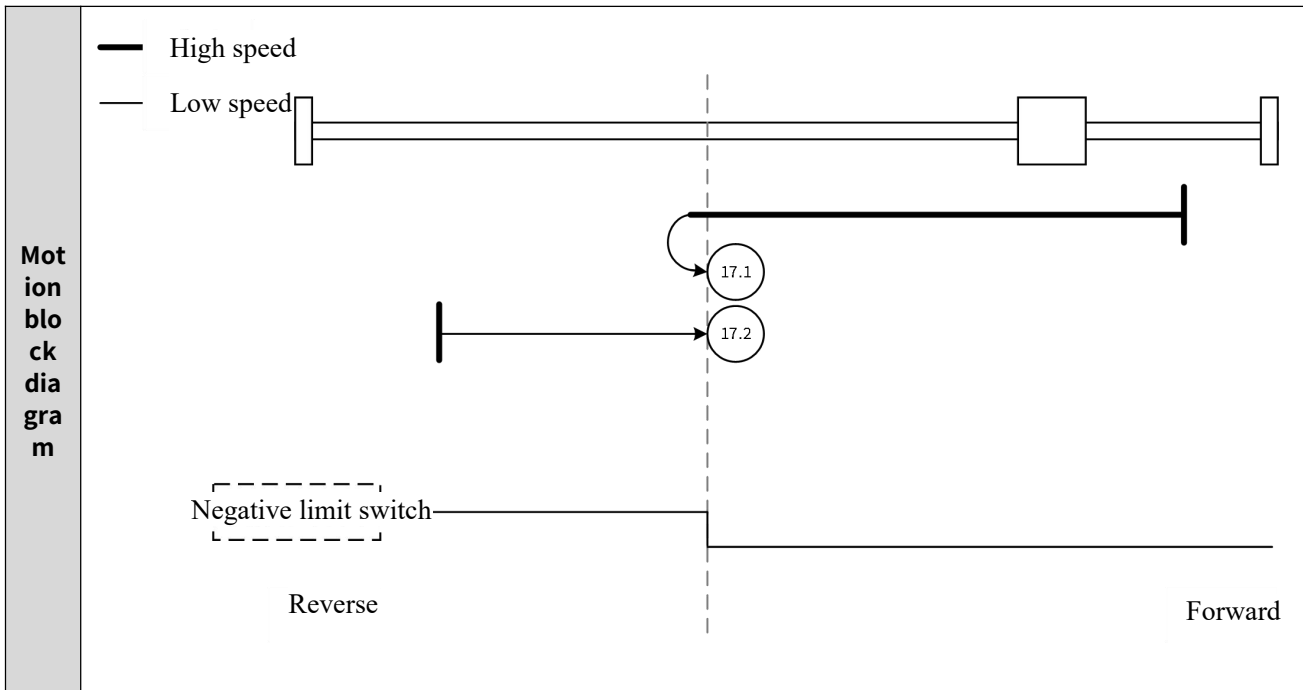 High speed
Low speed
Mot
ion
blo
ck
dia
gra
m
17.1
17.2
Negative limit switch
Reverse
Forward